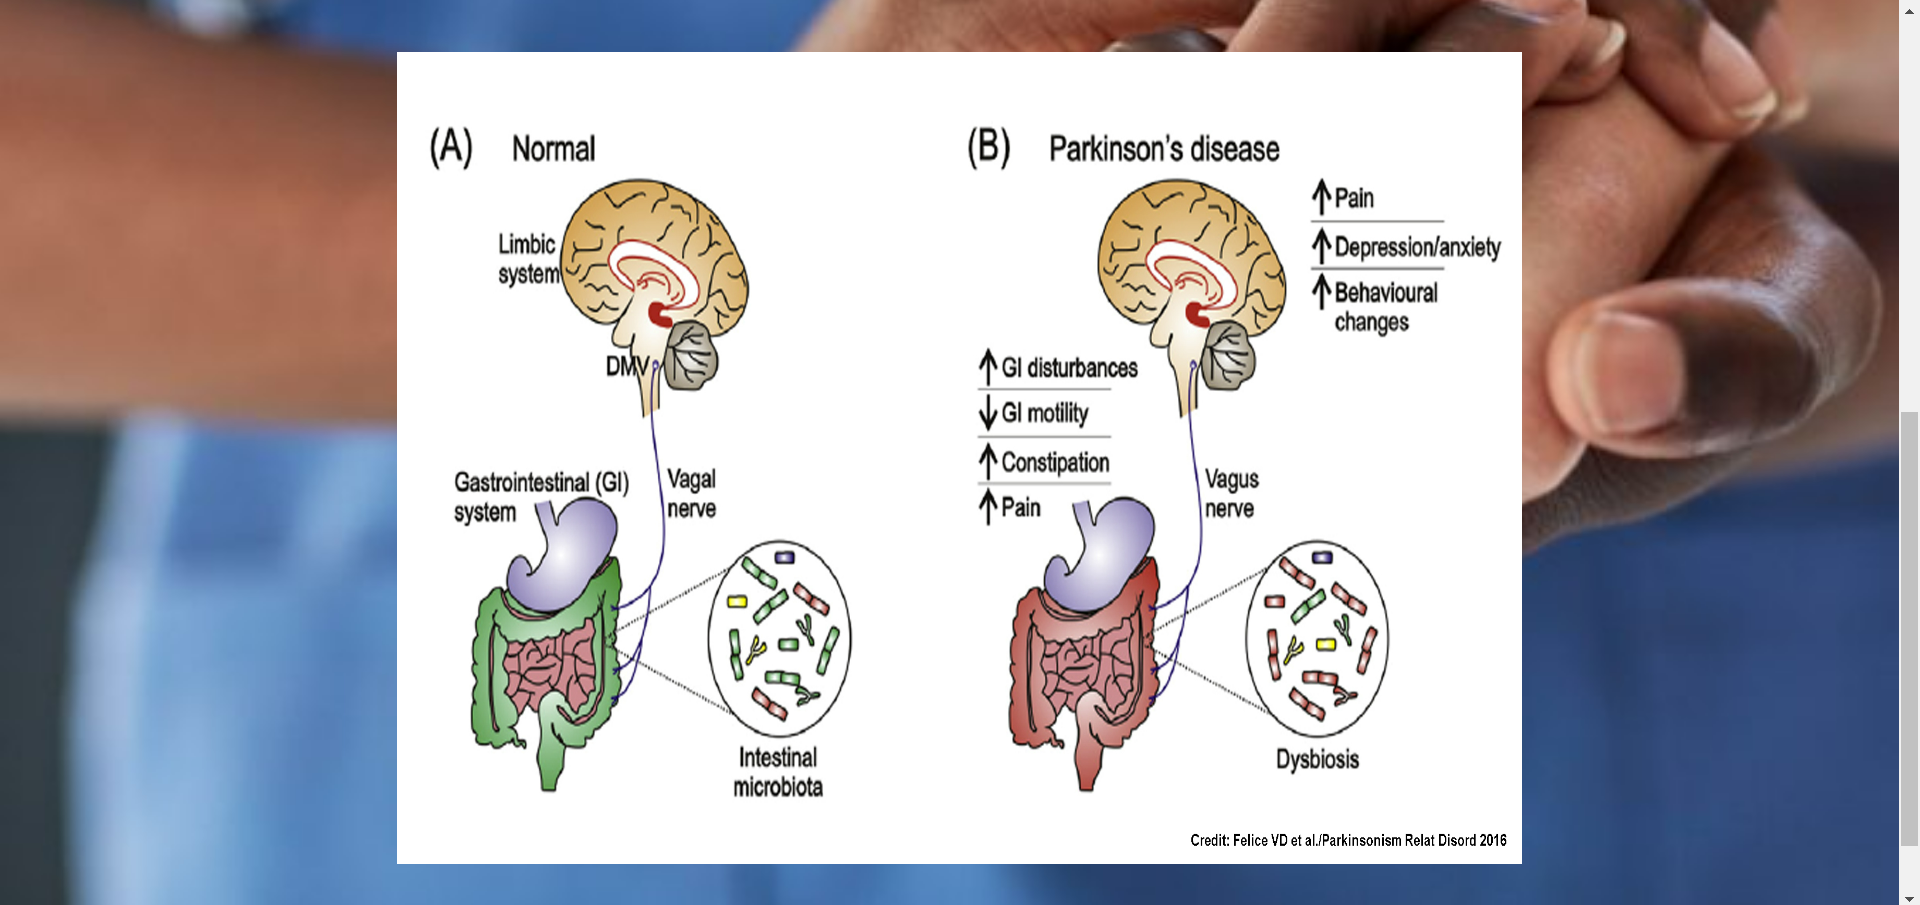 (A) Normal
Limbic
system
DMV
Gastrointestinal (GI)
system
Vagal
nerve
Intestinal
microbiota
(B) Parkinson's disease
↑ Pain
↑ Depression/anxiety
↑ Behavioural
changes
↑ GI disturbances
↓ GI motility
↑ Constipation
↑ Pain
Vagus
nerve
Dysbiosis
Credit: Felice VD et al./Parkinsonism Relat Disord 2016